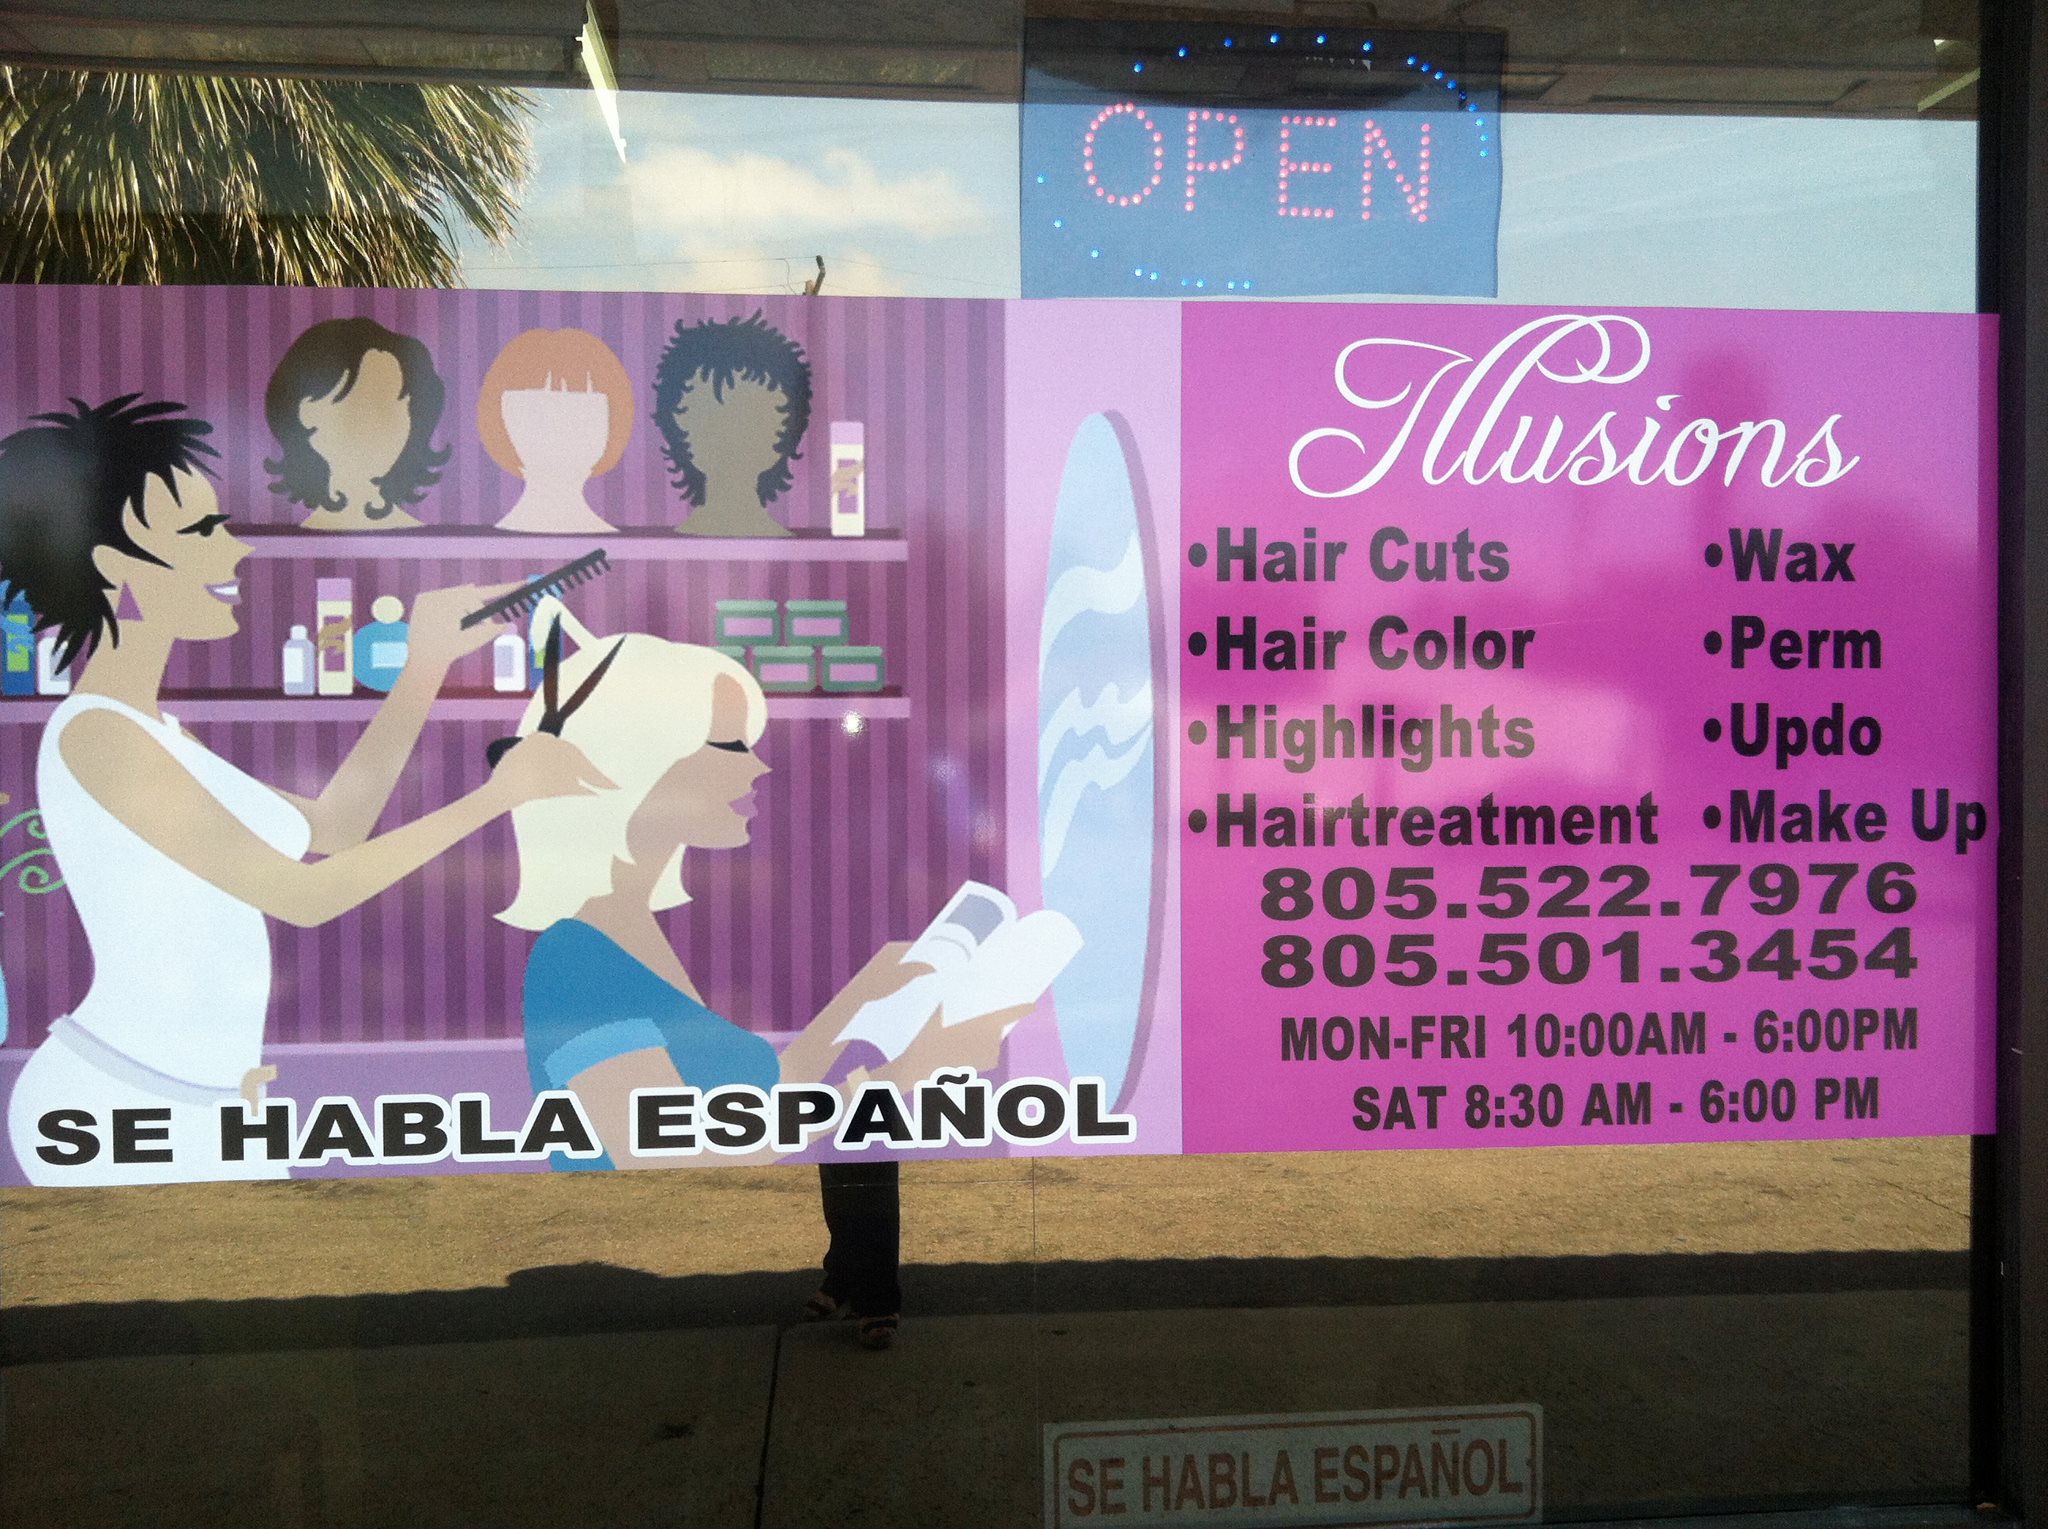 OPEN
Illusions
•Hair Cuts •Wax
•Hair Color •Perm
•Highlights •Updo
•Hairtreatment •Make Up
805.522.7976
805.501.3454
MON-FRI 10:00AM - 6:00PM
SAT 8:30 AM - 6:00 PM
SE HABLA ESPAÑOL
SE HABLA ESPAÑOL